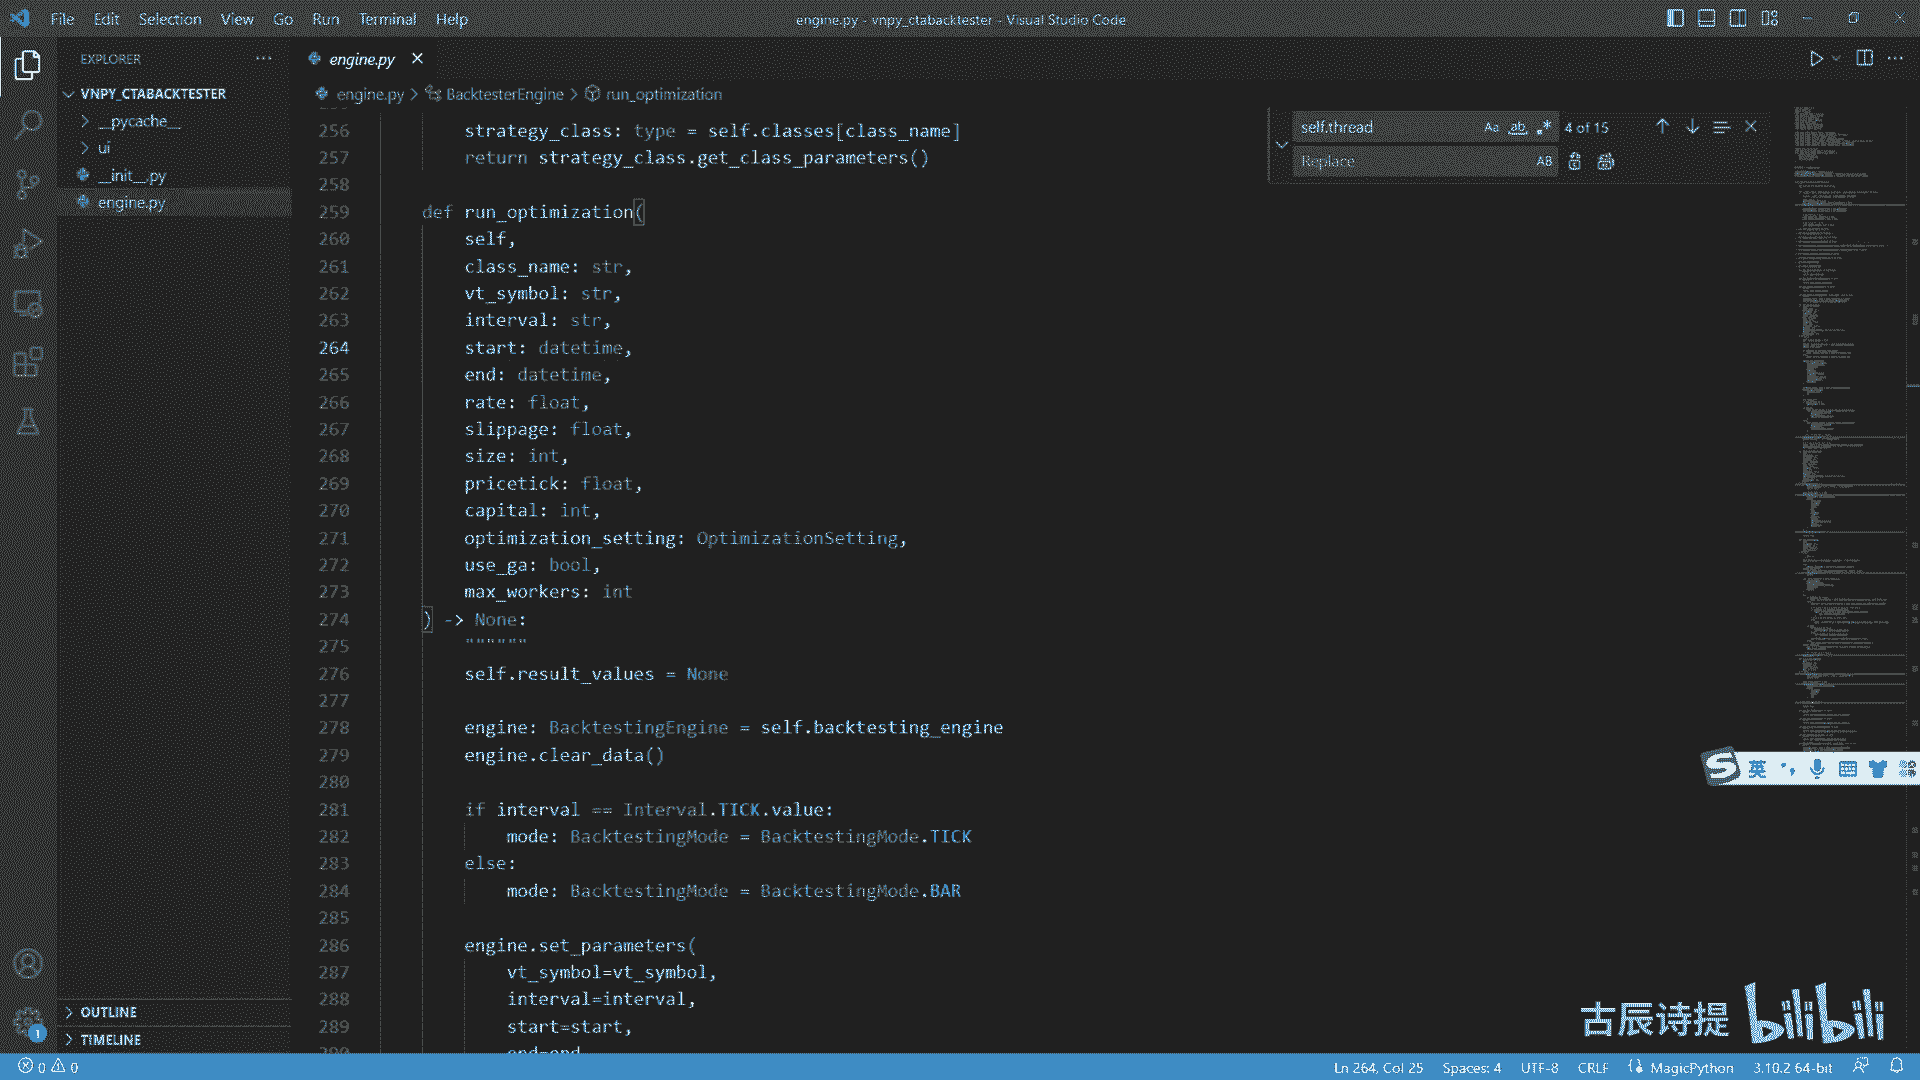 File Edit Selection View Go Run Terminal Help
engine.py - vnpy_ctabacktester - Visual Studio Code
EXPLORER
VNPY_CTABACKTESTER
__pycache__
ui
__init__.py
engine.py
OUTLINE
TIMELINE
engine.py
engine.py > BacktesterEngine > run_optimization
self.thread Aa ab .* 4 of 15
Replace AB
256 strategy_class: type = self.classes[class_name]
257 return strategy_class.get_class_parameters()
258
259 def run_optimization(
260 self,
261 class_name: str,
262 vt_symbol: str,
263 interval: str,
264 start: datetime,
265 end: datetime,
266 rate: float,
267 slippage: float,
268 size: int,
269 pricetick: float,
270 capital: int,
271 optimization_setting: OptimizationSetting,
272 use_ga: bool,
273 max_workers: int
274 ) -> None:
275 """"""
276 self.result_values = None
277
278 engine: BacktestingEngine = self.backtesting_engine
279 engine.clear_data()
280
281 if interval == Interval.TICK.value:
282 mode: BacktestingMode = BacktestingMode.TICK
283 else:
284 mode: BacktestingMode = BacktestingMode.BAR
285
286 engine.set_parameters(
287 vt_symbol=vt_symbol,
288 interval=interval,
289 start=start,
290 end=end,
S 英
古辰诗提 bilibili
1
0 0
Ln 264, Col 25 Spaces: 4 UTF-8 CRLF MagicPython 3.10.2 64-bit